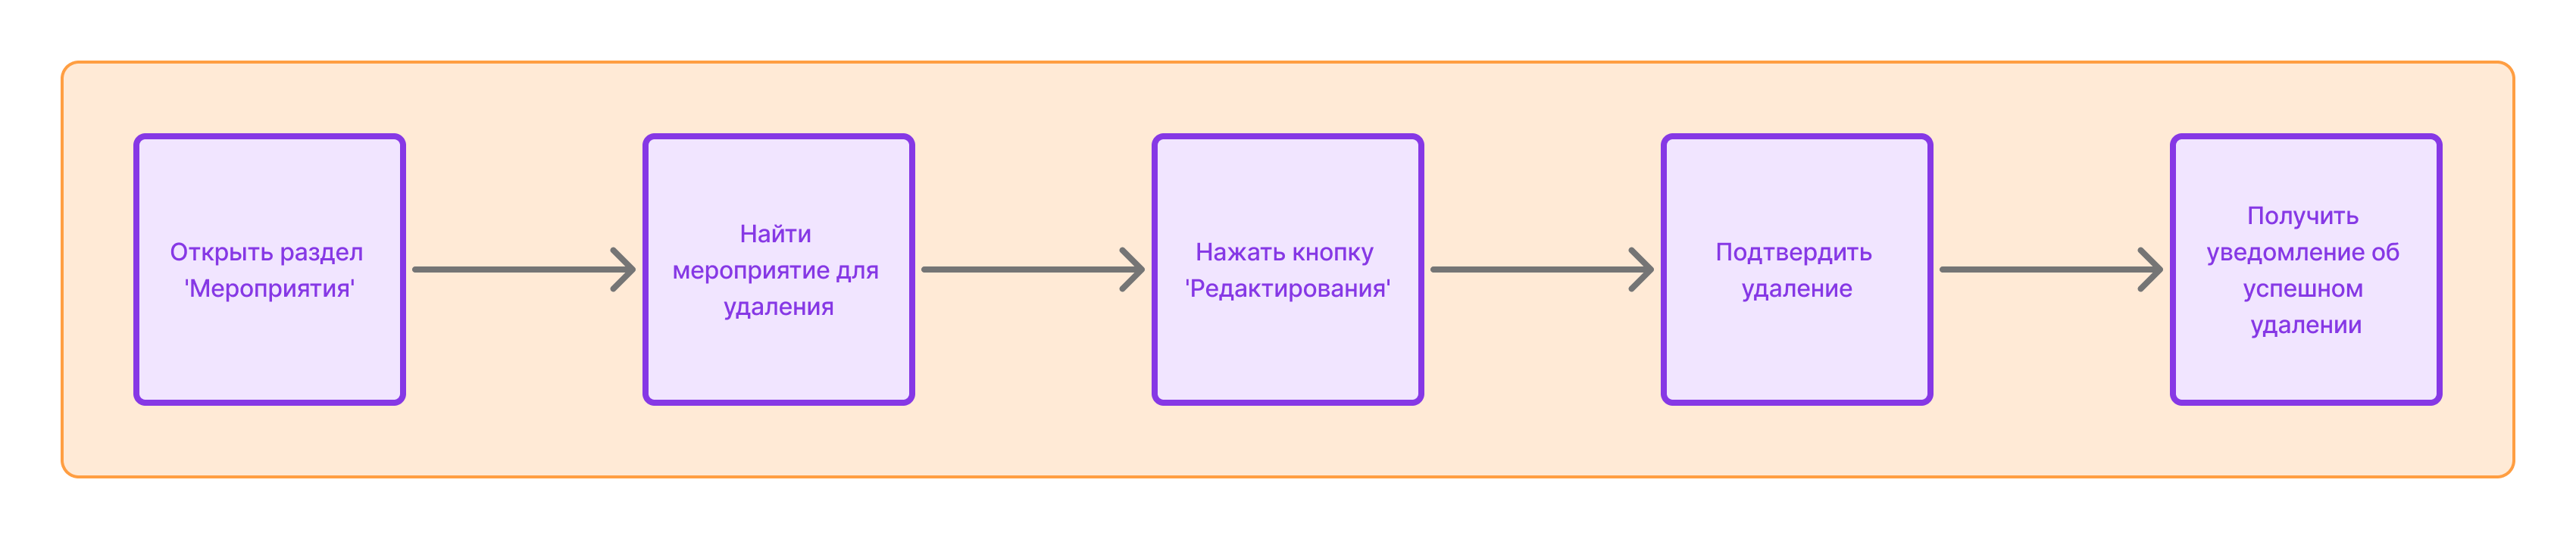 Открыть раздел
'Мероприятия'
Найти
мероприятие для
удаления
Нажать кнопку
'Редактирования'
Подтвердить
удаление
Получить
уведомление об
успешном
удалении